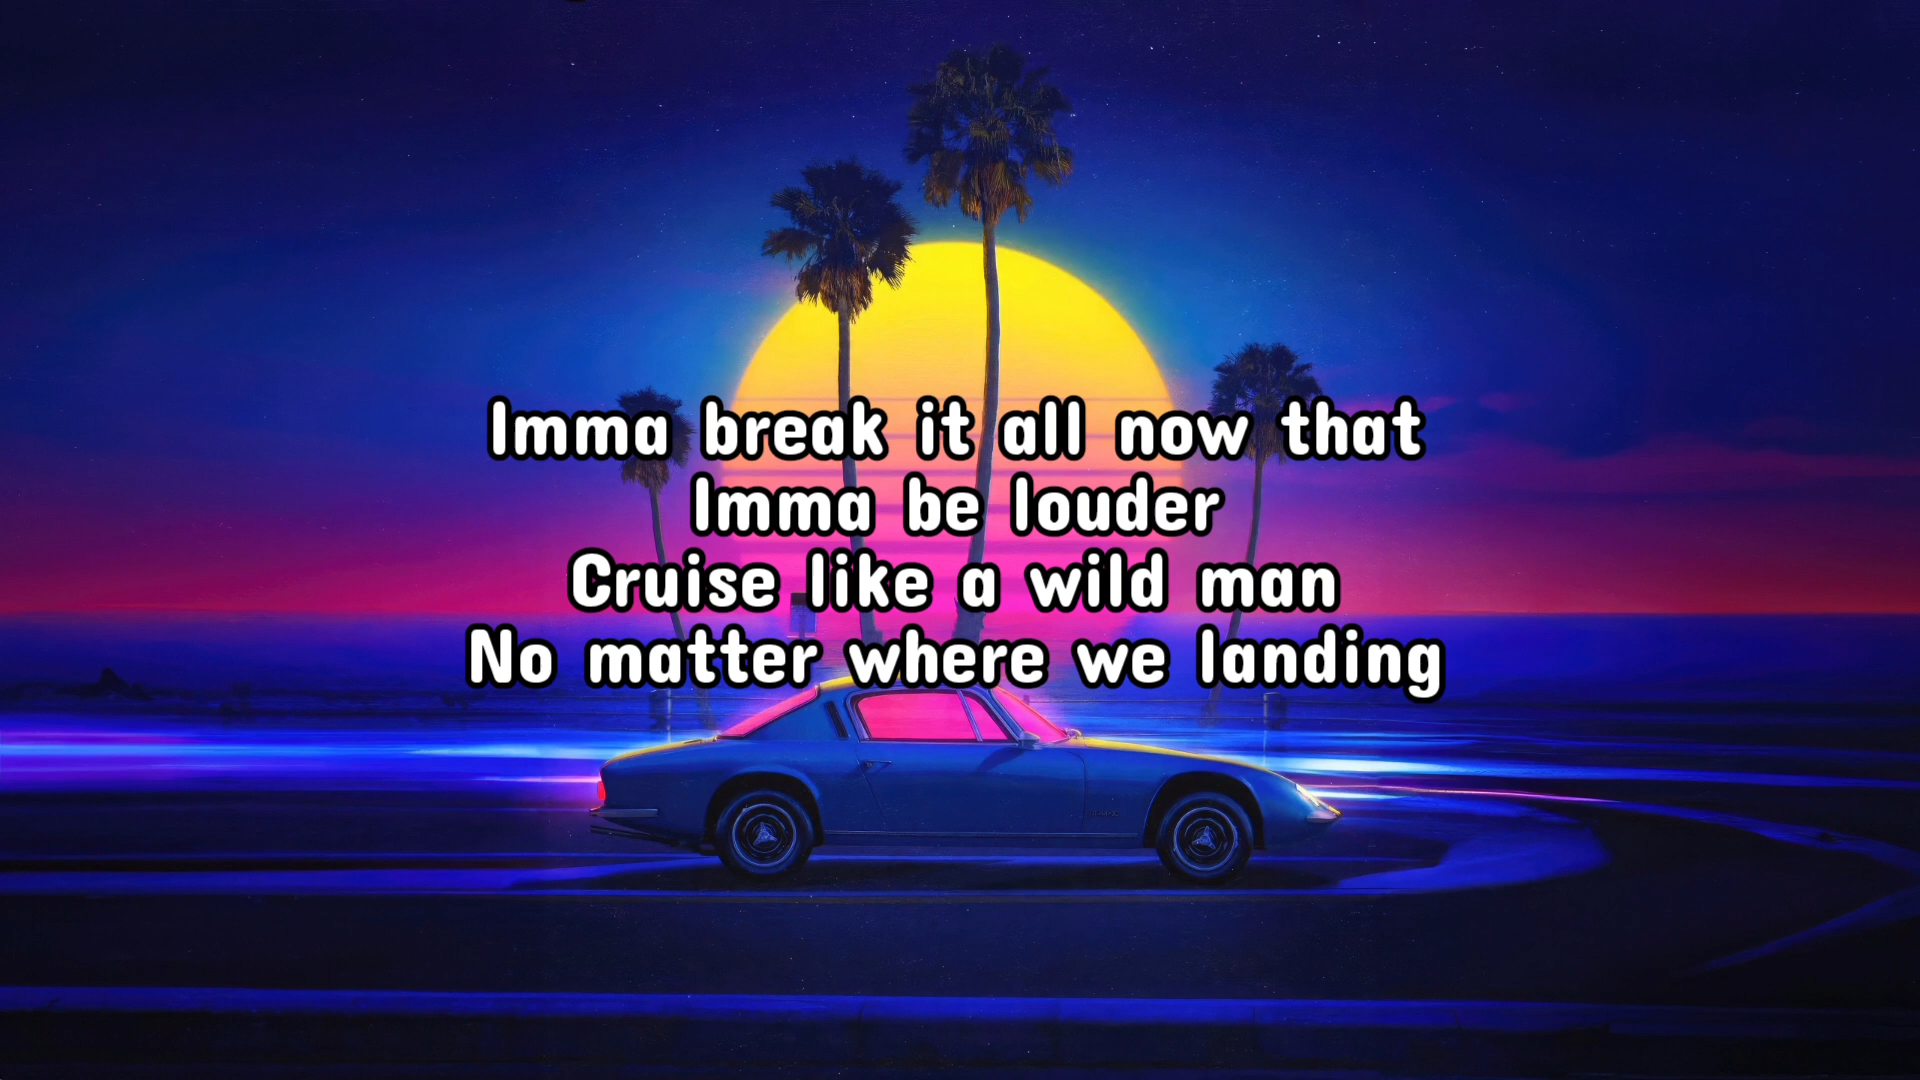 Imma break it all now that
Imma be louder
Cruise like a wild man
No matter where we landing